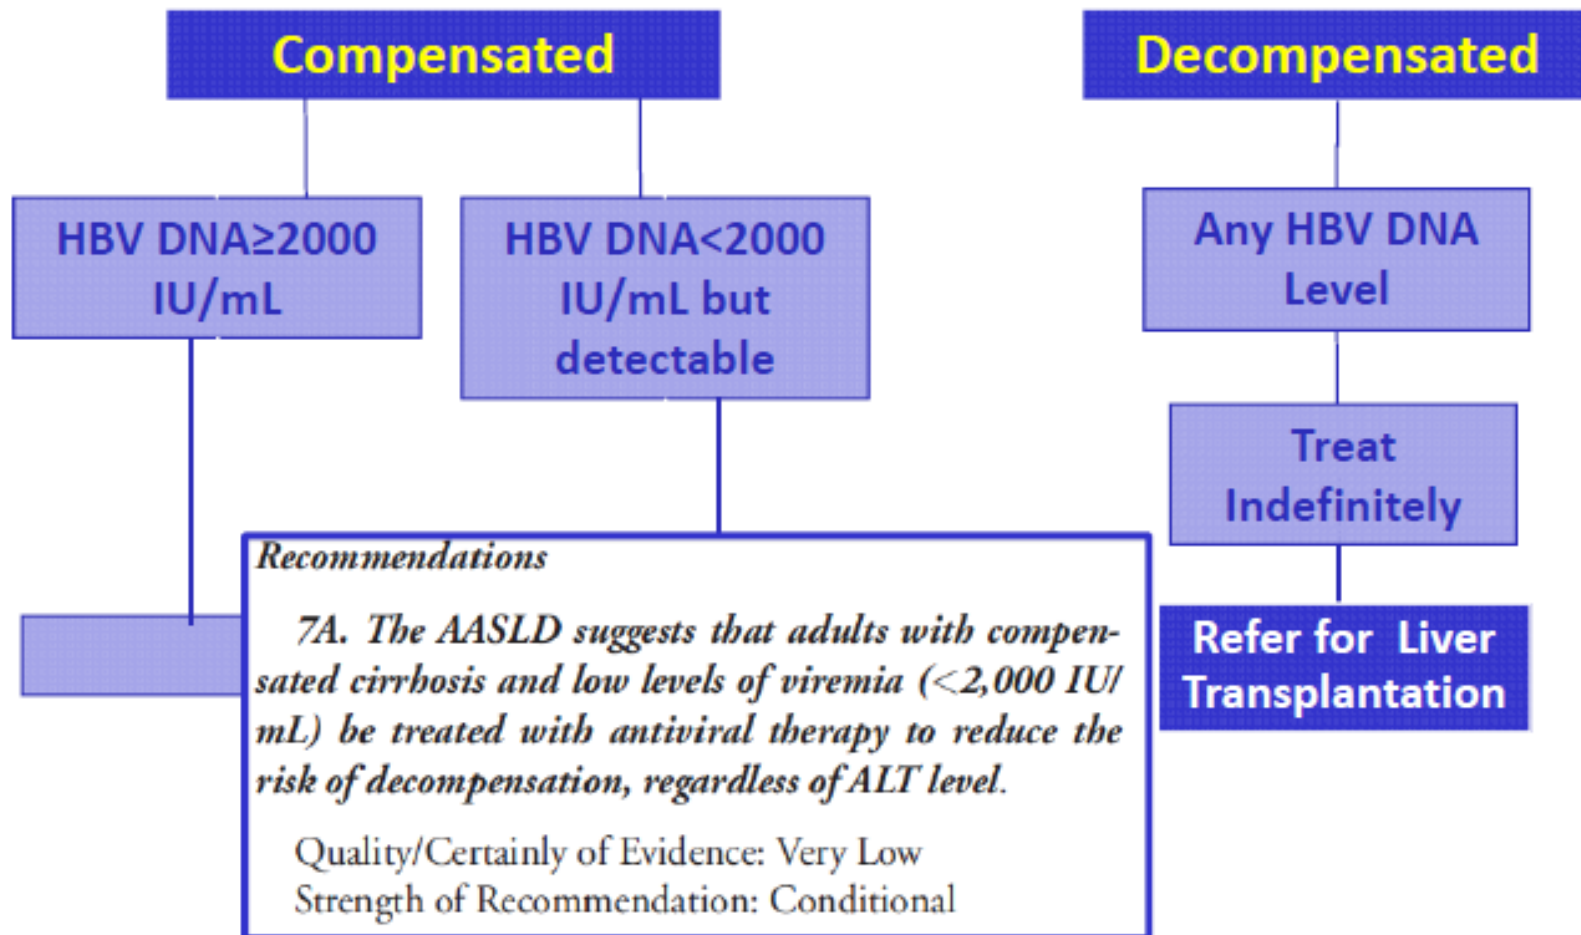 Compensated
Decompensated
HBV DNA≥2000
IU/mL
HBV DNA<2000
IU/mL but
detectable
Any HBV DNA
Level
Treat
Indefinitely
Refer for Liver
Transplantation
Recommendations
7A. The AASLD suggests that adults with compen-
sated cirrhosis and low levels of viremia (<2,000 IU/
mL) be treated with antiviral therapy to reduce the
risk of decompensation, regardless of ALT level.
Quality/Certainly of Evidence: Very Low
Strength of Recommendation: Conditional